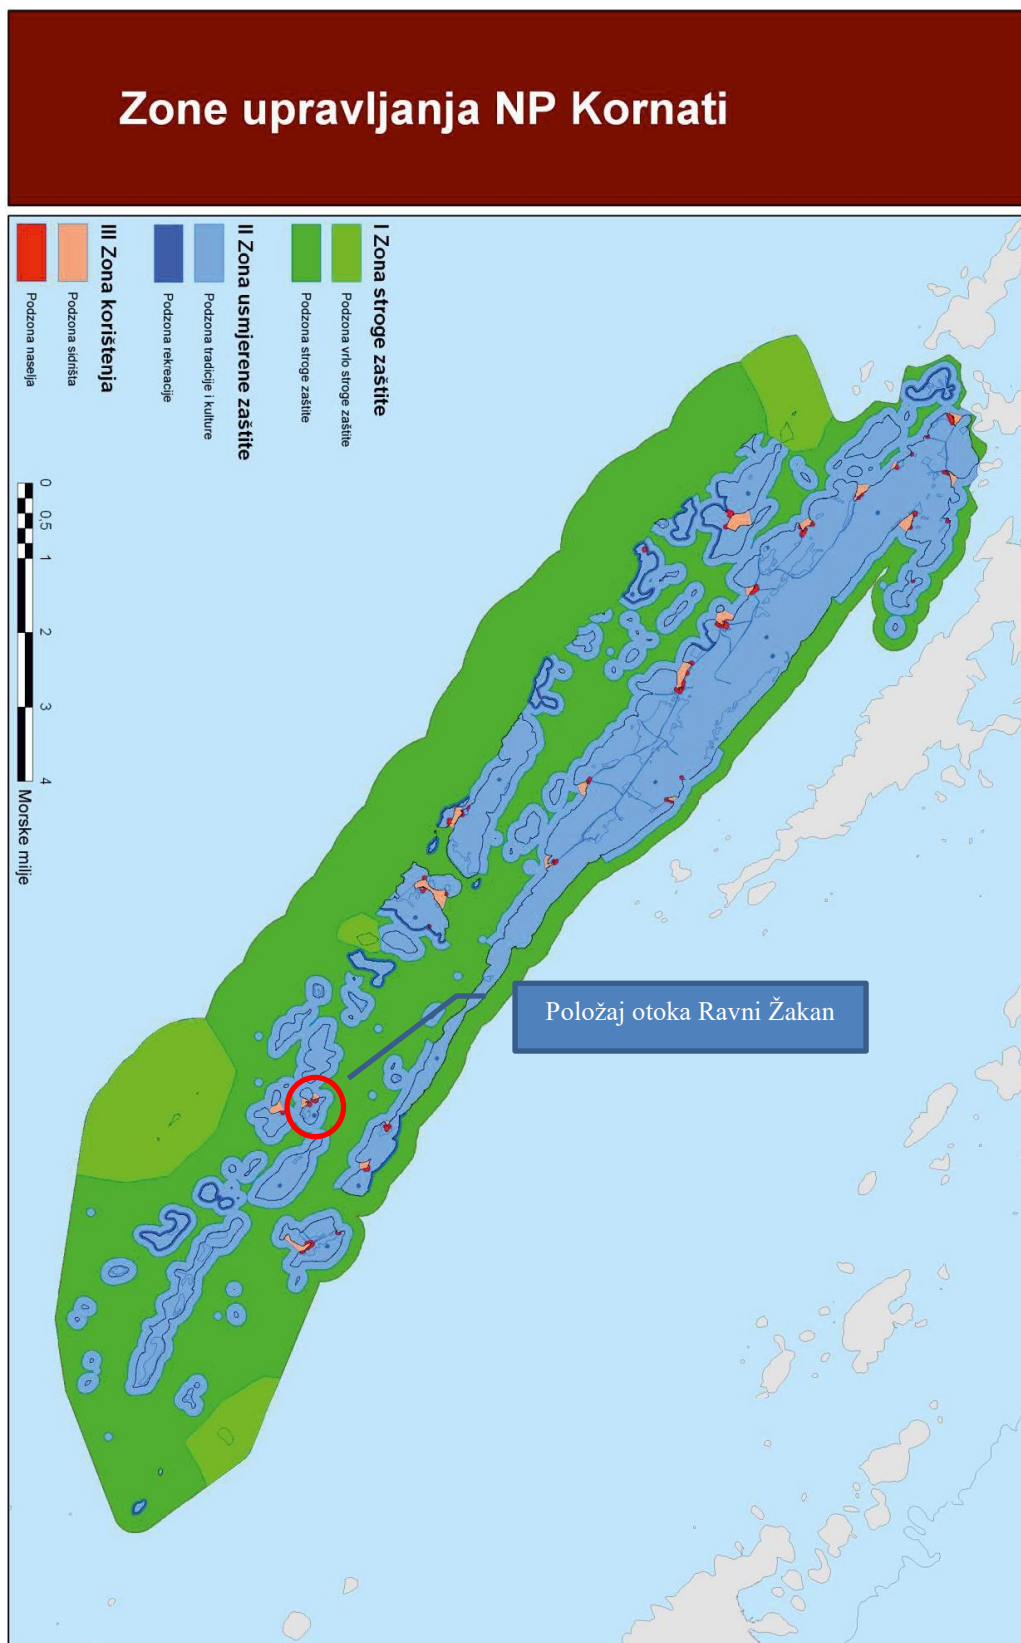 Zone upravljanja NP Kornati
I Zona stroge zaštite
Podzona vrlo stroge zaštite
Podzona stroge zaštite
II Zona usmjerene zaštite
Podzona tradicije i kulture
Podzona rekreacije
III Zona korištenja
Podzona sidrišta
Podzona naselja
0 0,5 1 2 3 4
Morske milje
Položaj otoka Ravni Žakan